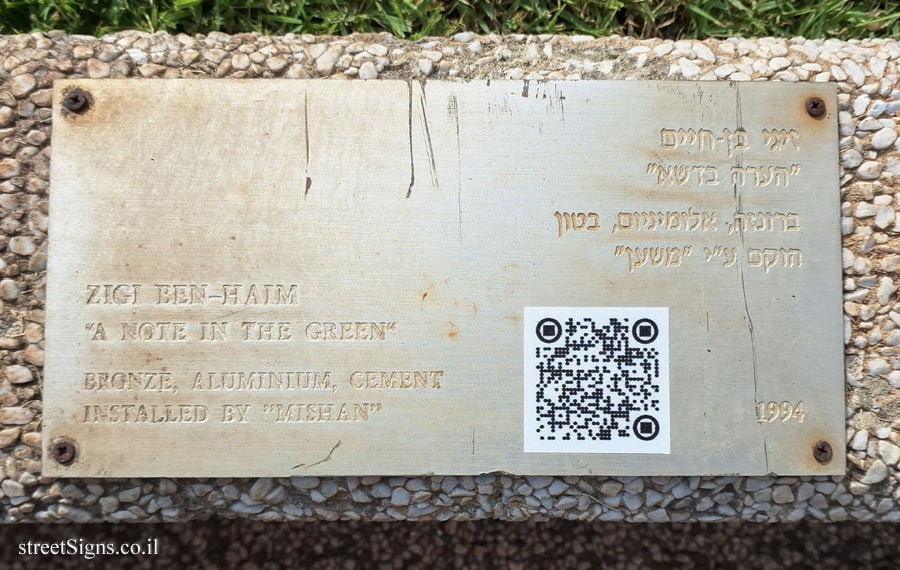 זיגי בן-חיים
"הערה בדשא"
ברונזה, אלומיניום, בטון
הוקם ע"י "משען"
ZIGI BEN-HAIM
"A NOTE IN THE GREEN"
BRONZE, ALUMINIUM, CEMENT
INSTALLED BY "MISHAN"
1994
streetSigns.co.il